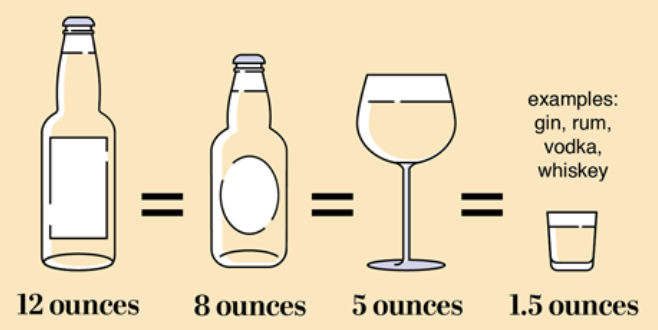 examples:
gin, rum,
vodka,
whiskey
= = =
12 ounces 8 ounces 5 ounces 1.5 ounces